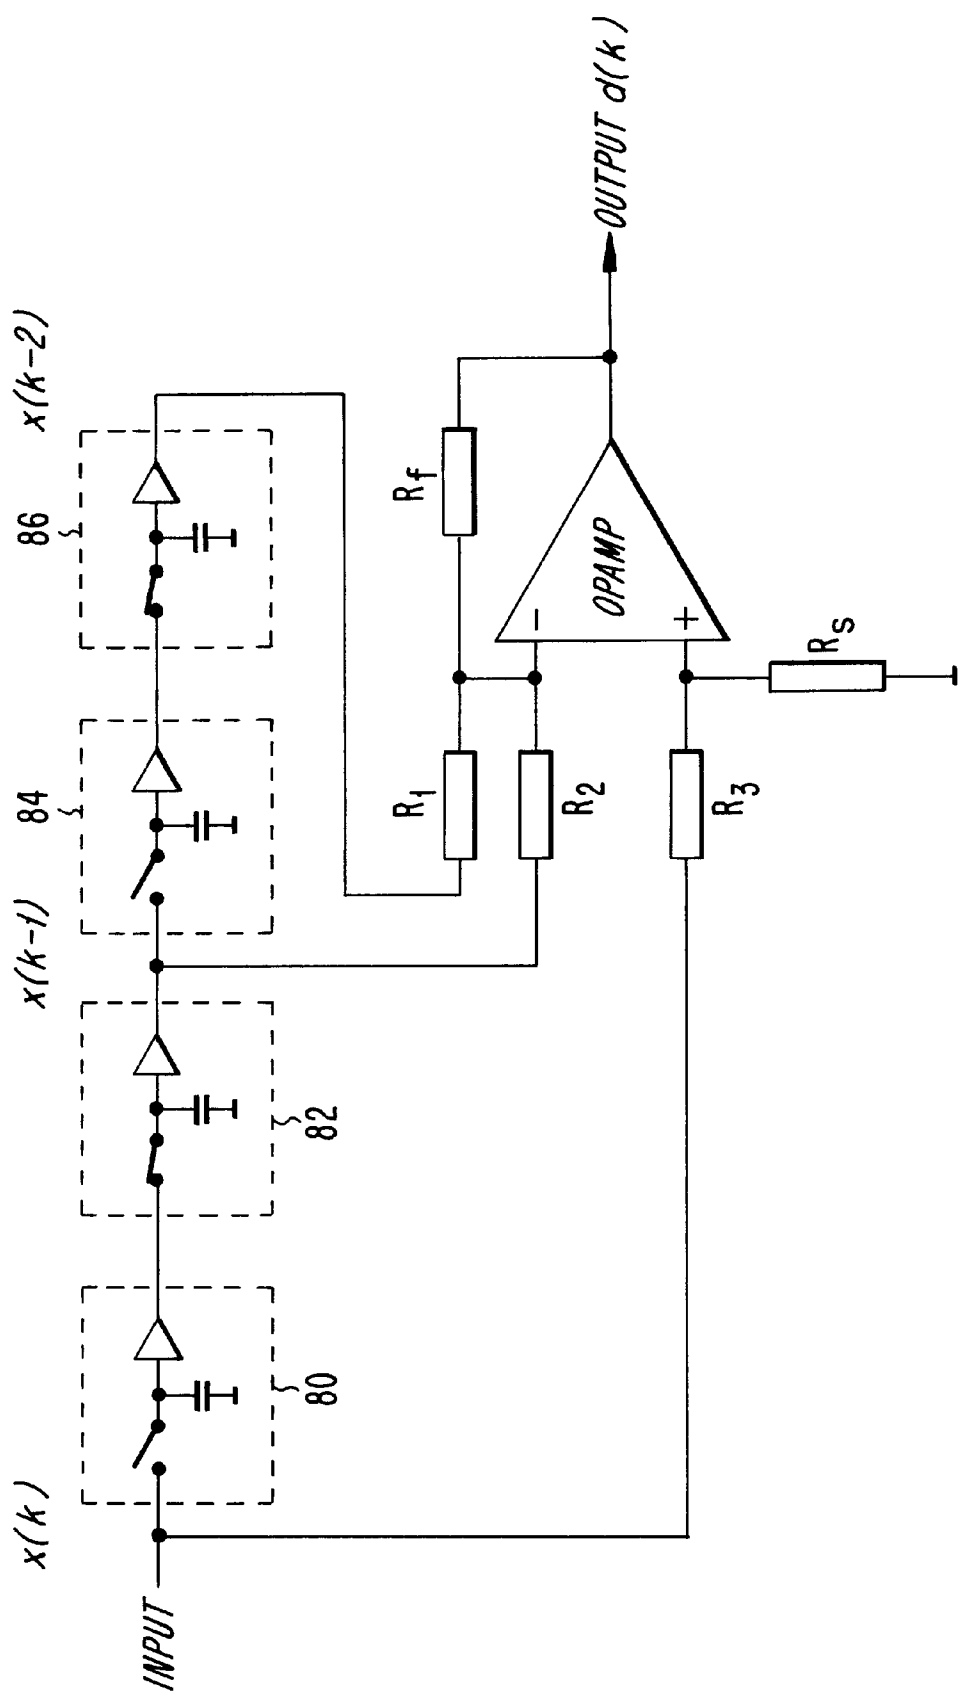 INPUT
x(k)
x(k-1)
x(k-2)
80
82
84
86
R1
R2
R3
Rf
Rs
-
+
OPAMP
OUTPUT d(k)